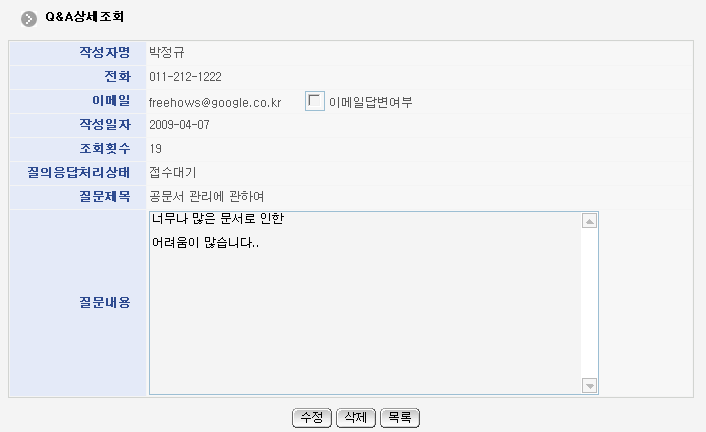 Q&A상세조회
작성자명 박정규
전화 011-212-1222
이메일 freehows@google.co.kr 이메일답변여부
작성일자 2009-04-07
조회횟수 19
질의응답처리상태 접수대기
질문제목 공문서 관리에 관하여
너무나 많은 문서로 인한
어려움이 많습니다..
질문내용
수정 삭제 목록